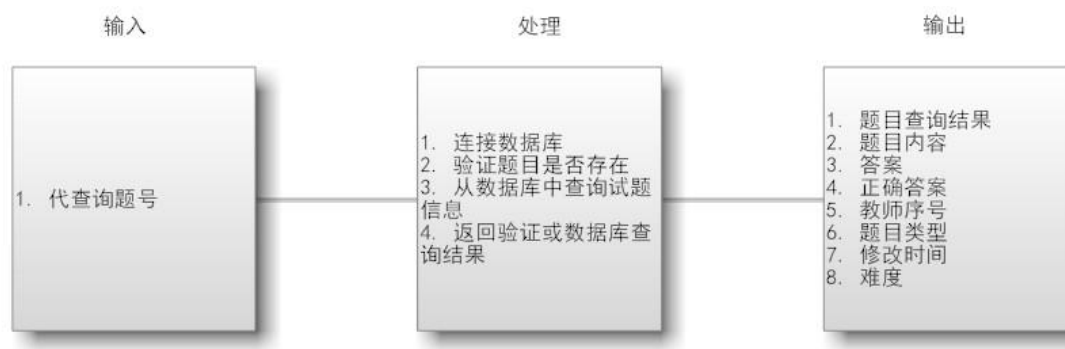 输入
处理
输出
1. 代查询题号
1. 连接数据库
2. 验证题目是否存在
3. 从数据库中查询试题
信息
4. 返回验证或数据库查
询结果
1. 题目查询结果
2. 题目内容
3. 答案
4. 正确答案
5. 教师序号
6. 题目类型
7. 修改时间
8. 难度